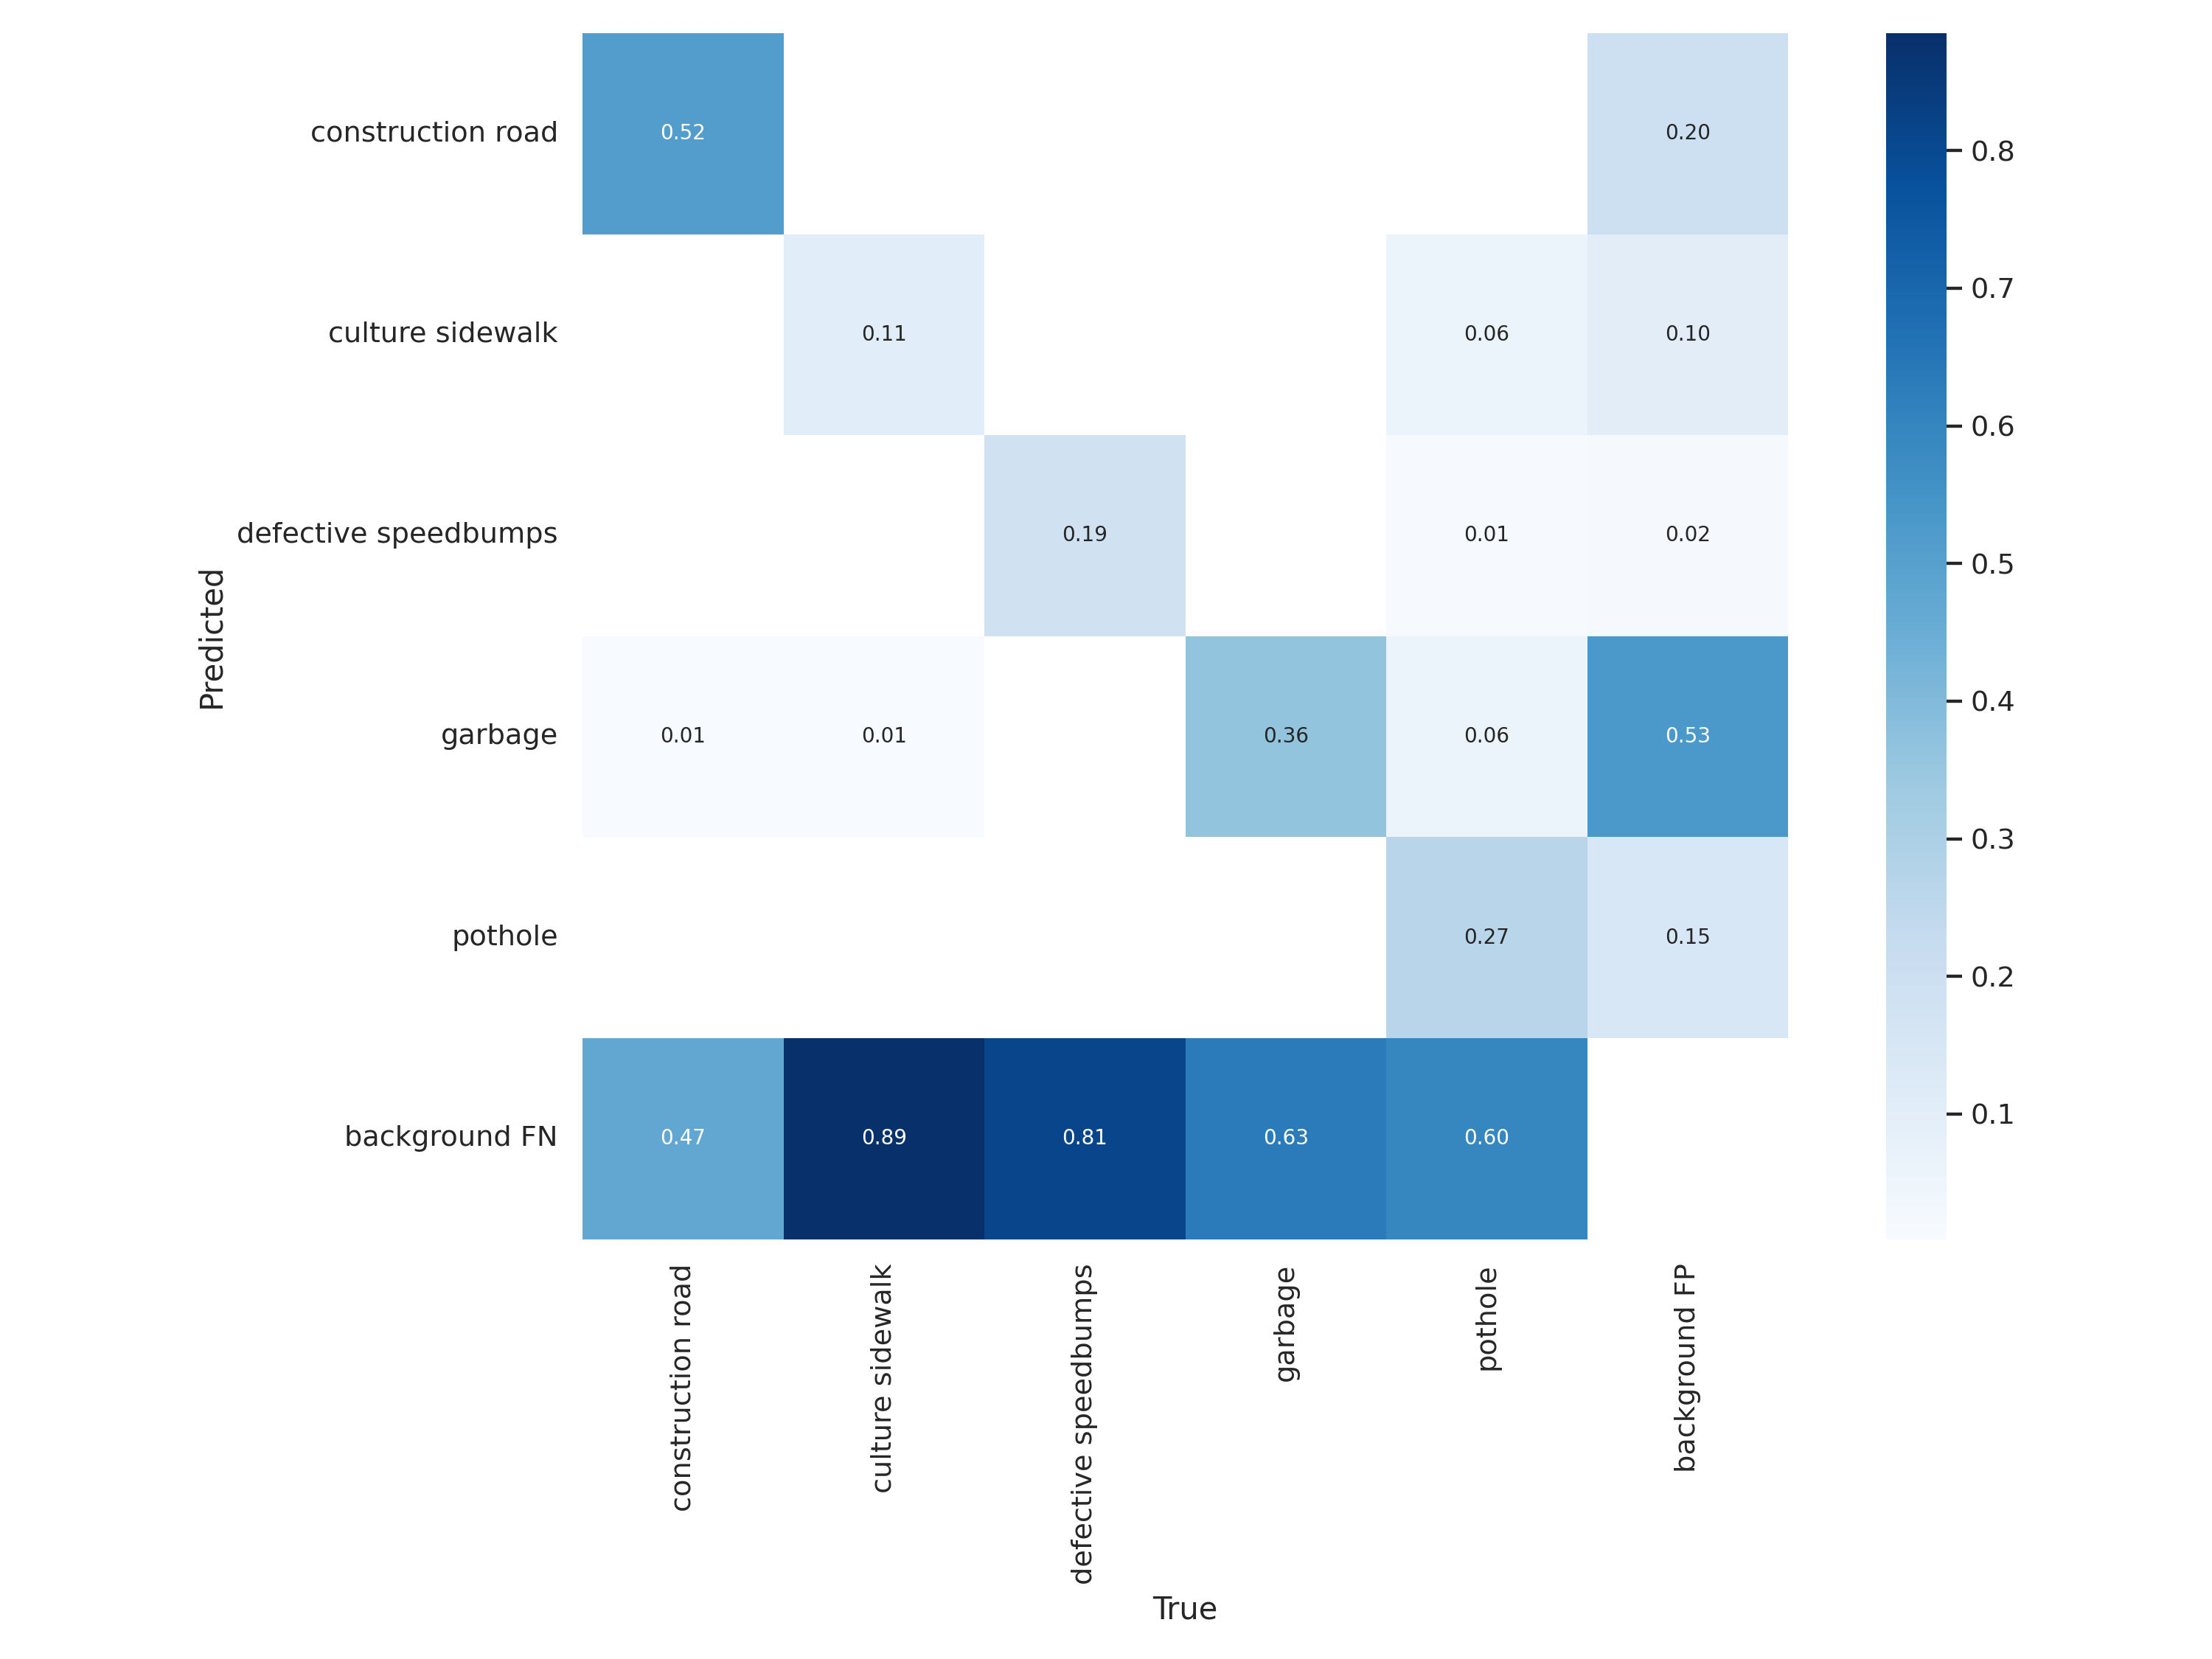 construction road 0.52 0.20
culture sidewalk 0.11 0.06 0.10
defective speedbumps 0.19 0.01 0.02
garbage 0.01 0.01 0.36 0.06 0.53
pothole 0.27 0.15
background FN 0.47 0.89 0.81 0.63 0.60
Predicted
construction road
culture sidewalk
defective speedbumps
garbage
pothole
background FP
True
0.8
0.7
0.6
0.5
0.4
0.3
0.2
0.1